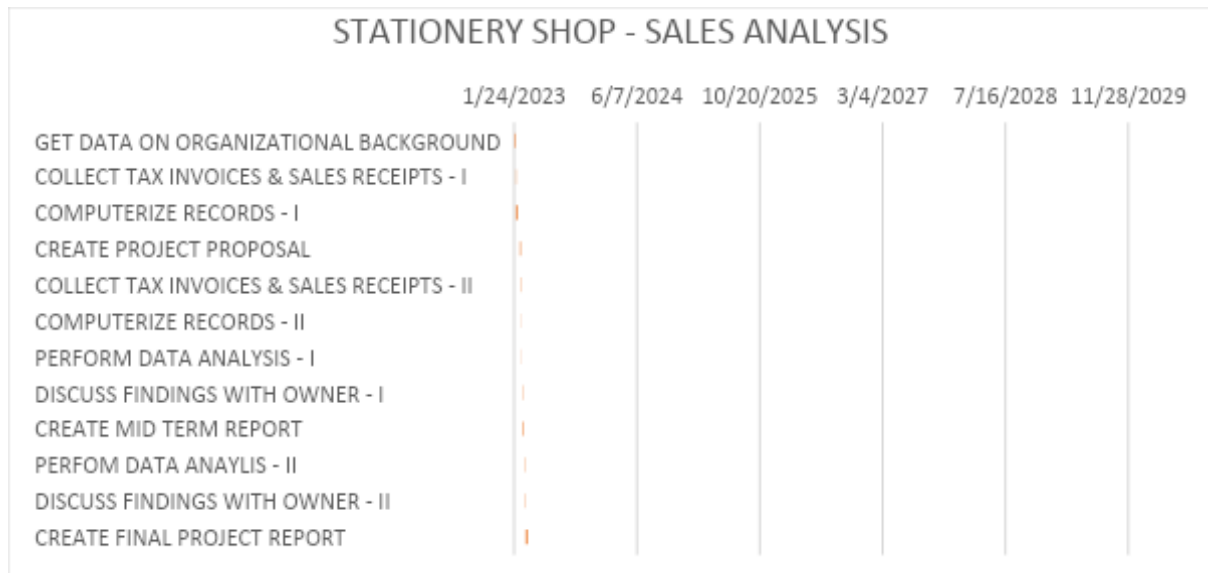 STATIONERY SHOP - SALES ANALYSIS
1/24/2023 6/7/2024 10/20/2025 3/4/2027 7/16/2028 11/28/2029
GET DATA ON ORGANIZATIONAL BACKGROUND
COLLECT TAX INVOICES & SALES RECEIPTS - I
COMPUTERIZE RECORDS - I
CREATE PROJECT PROPOSAL
COLLECT TAX INVOICES & SALES RECEIPTS - II
COMPUTERIZE RECORDS - II
PERFORM DATA ANALYSIS - I
DISCUSS FINDINGS WITH OWNER - I
CREATE MID TERM REPORT
PERFOM DATA ANAYLIS - II
DISCUSS FINDINGS WITH OWNER - II
CREATE FINAL PROJECT REPORT